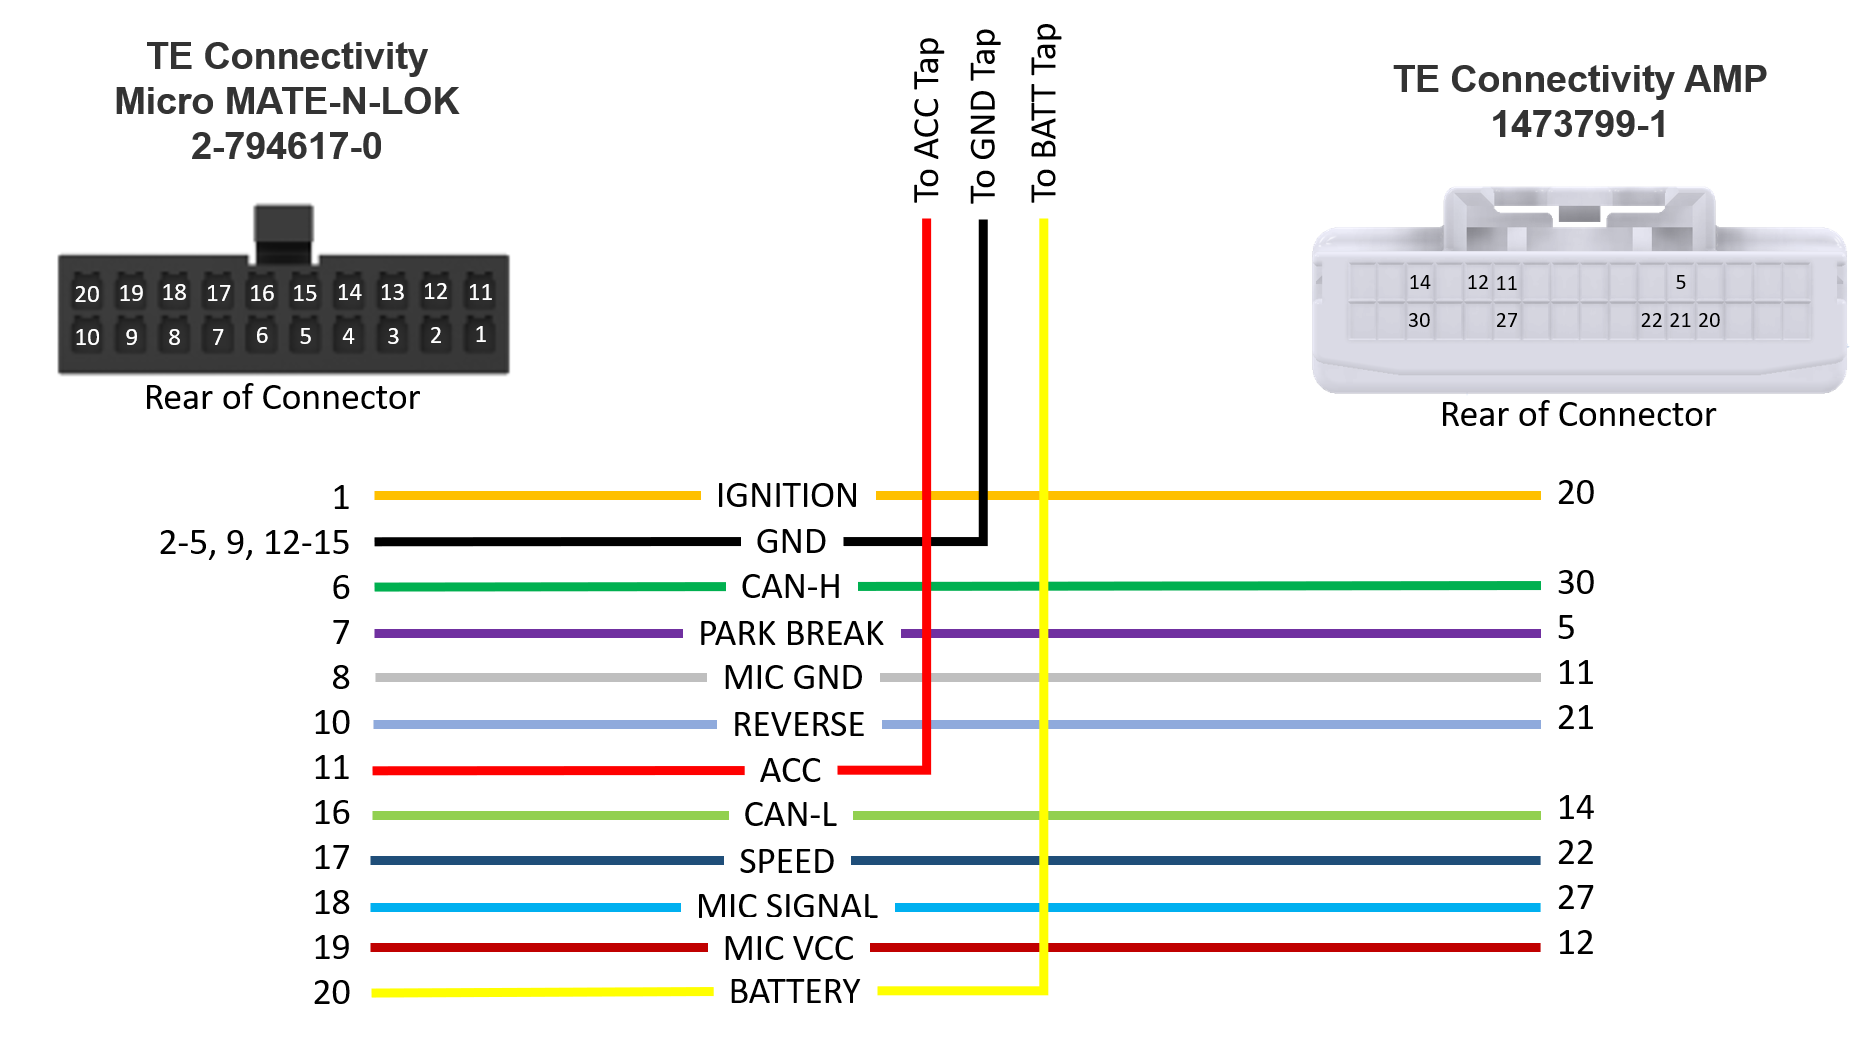 TE Connectivity
Micro MATE-N-LOK
2-794617-0
20 19 18 17 16 15 14 13 12 11
10 9 8 7 6 5 4 3 2 1
Rear of Connector
To ACC Tap
To GND Tap
To BATT Tap
TE Connectivity AMP
1473799-1
14 12 11 5
30 27 22 21 20
Rear of Connector
1 IGNITION 20
2-5, 9, 12-15 GND
6 CAN-H 30
7 PARK BREAK 5
8 MIC GND 11
10 REVERSE 21
11 ACC
16 CAN-L 14
17 SPEED 22
18 MIC SIGNAL 27
19 MIC VCC 12
20 BATTERY